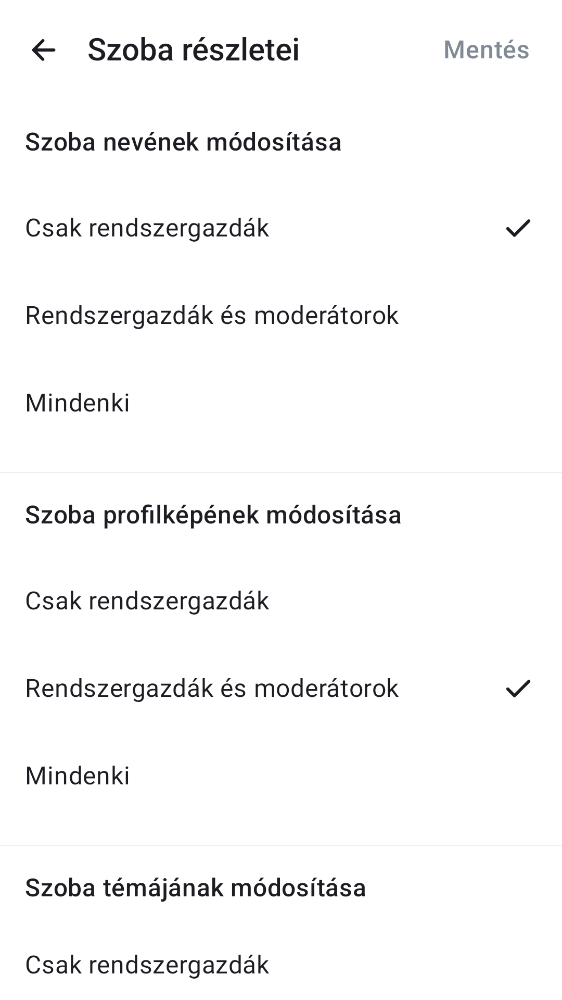 Szoba részletei
Mentés
Szoba nevének módosítása
Csak rendszergazdák
Rendszergazdák és moderátorok
Mindenki
Szoba profilképének módosítása
Csak rendszergazdák
Rendszergazdák és moderátorok
Mindenki
Szoba témájának módosítása
Csak rendszergazdák